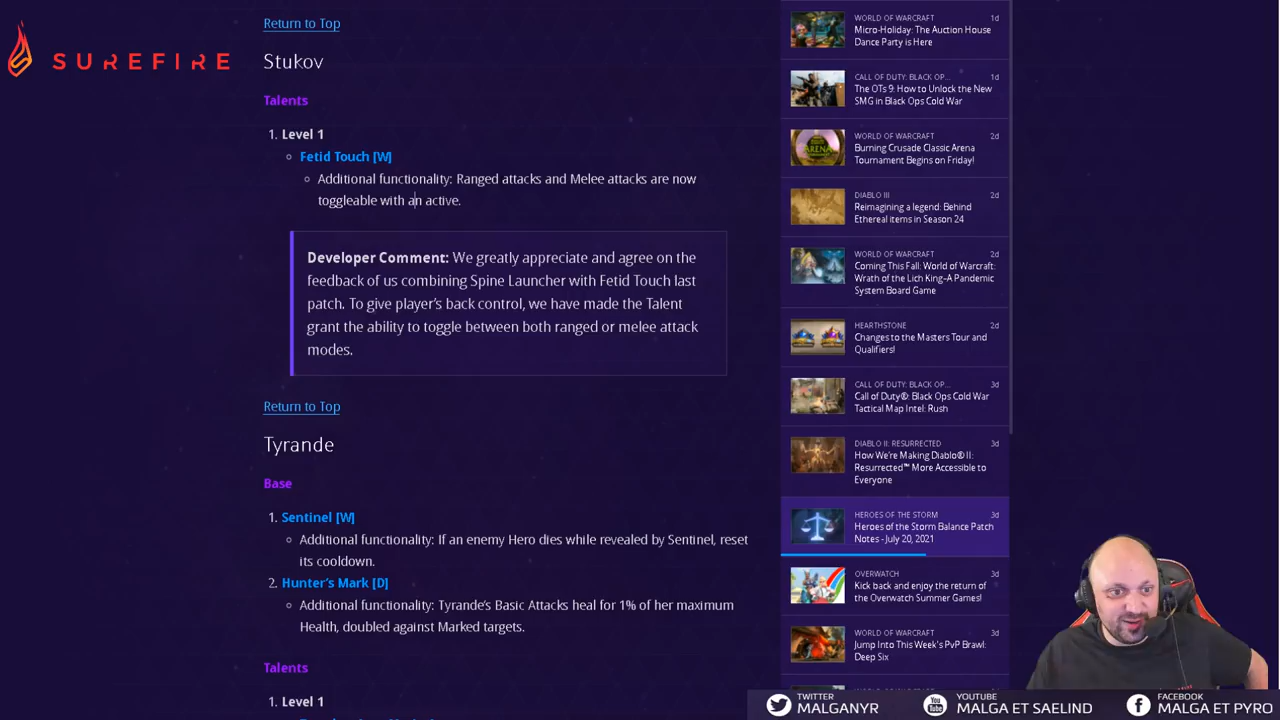 SUREFIRE
Return to Top
Stukov
Talents
1. Level 1
Fetid Touch [W]
Additional functionality: Ranged attacks and Melee attacks are now
toggleable with an active.
Developer Comment: We greatly appreciate and agree on the
feedback of us combining Spine Launcher with Fetid Touch last
patch. To give player's back control, we have made the Talent
grant the ability to toggle between both ranged or melee attack
modes.
Return to Top
Tyrande
Base
1. Sentinel [W]
Additional functionality: If an enemy Hero dies while revealed by Sentinel, reset
its cooldown.
2. Hunter's Mark [D]
Additional functionality: Tyrande's Basic Attacks heal for 1% of her maximum
Health, doubled against Marked targets.
Talents
1. Level 1
WORLD OF WARCRAFT 1d
Micro-Holiday: The Auction House
Dance Party is Here
CALL OF DUTY: BLACK OP... 1d
The OTs 9: How to Unlock the New
SMG in Black Ops Cold War
WORLD OF WARCRAFT 2d
Burning Crusade Classic Arena
Tournament Begins on Friday!
DIABLO III 2d
Reimagining a legend: Behind
Ethereal items in Season 24
WORLD OF WARCRAFT 2d
Coming This Fall: World of Warcraft:
Wrath of the Lich King–A Pandemic
System Board Game
HEARTHSTONE 2d
Changes to the Masters Tour and
Qualifiers!
CALL OF DUTY: BLACK OP... 3d
Call of Duty®: Black Ops Cold War
Tactical Map Intel: Rush
DIABLO II: RESURRECTED 3d
How We're Making Diablo® II:
Resurrected™ More Accessible to
Everyone
HEROES OF THE STORM 3d
Heroes of the Storm Balance Patch
Notes - July 20, 2021
OVERWATCH 3d
Kick back and enjoy the return of
the Overwatch Summer Games!
WORLD OF WARCRAFT 3d
Jump Into This Week's PvP Brawl:
Deep Six
TWITTER
MALGANYR
YOUTUBE
MALGA ET SAELIND
FACEBOOK
MALGA ET PYRO